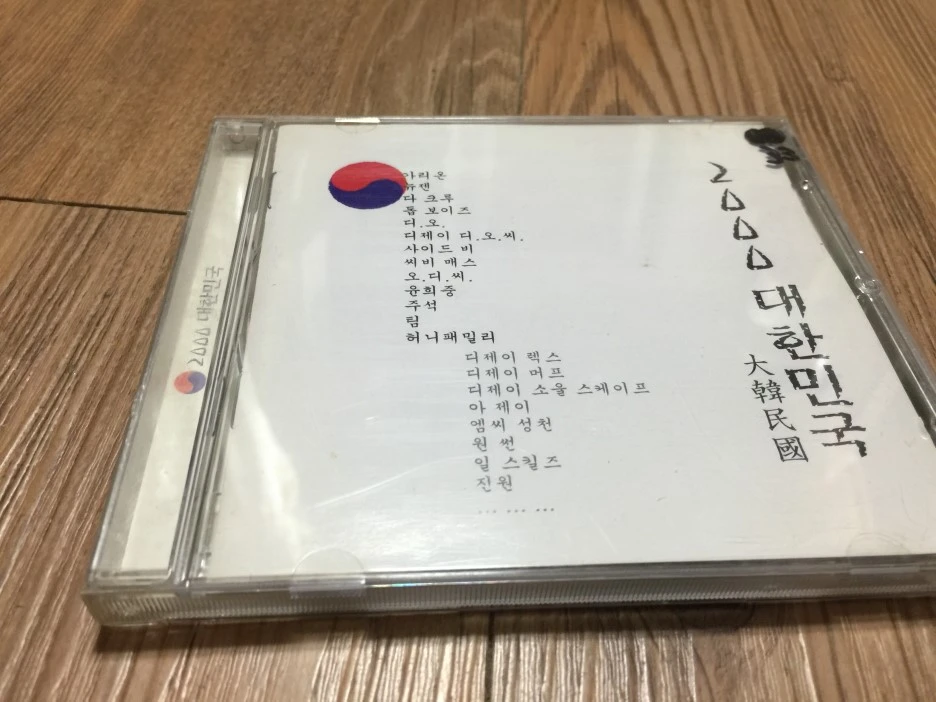 2000 대한민국
아리온
듀덴
다 크루
돕 보이즈
디.오.
디제이 디.오.씨.
사이드 비
씨비 매스
오.디.씨.
윤희중
주석
팀
허니패밀리
디제이 렉스
디제이 머프
디제이 소울 스케이프
아 제이
엠씨 성천
원 썬
일 스킬즈
진원
2000 대한민국
大韓民國